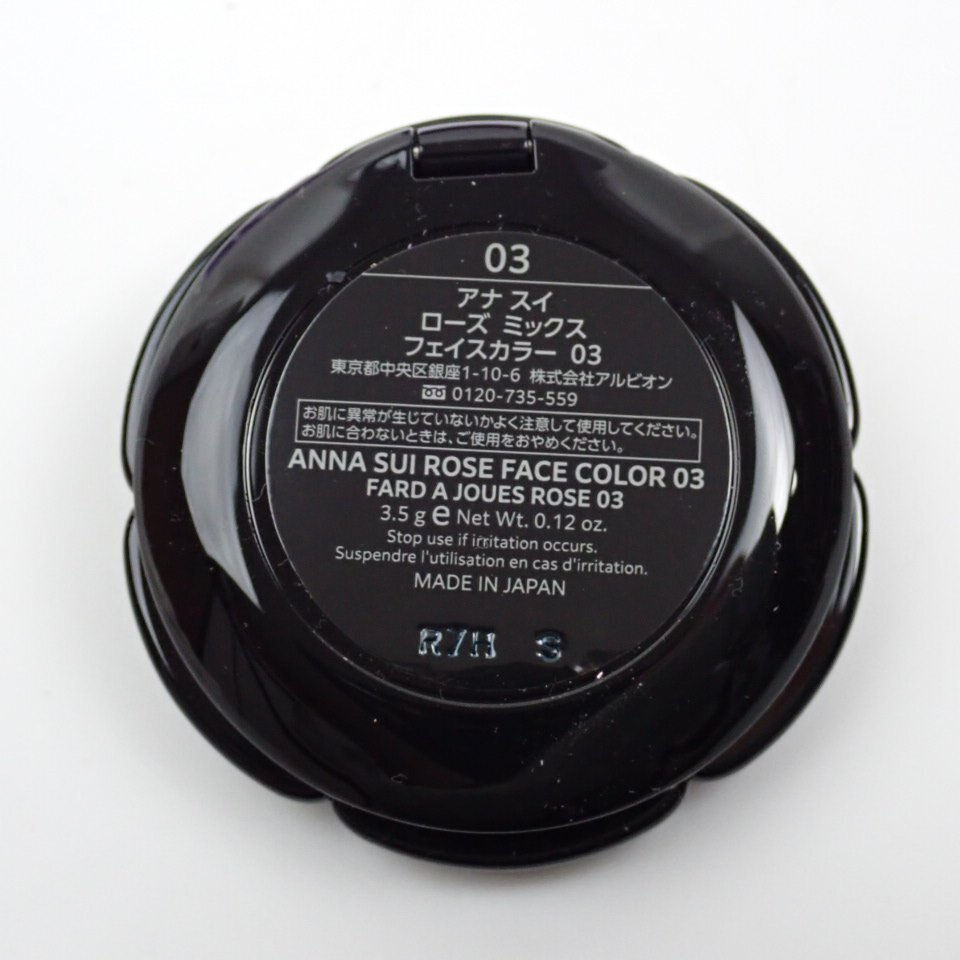 03
アナ スイ
ローズ ミックス
フェイスカラー 03
東京都中央区銀座1-10-6 株式会社アルビオン
0120-735-559
お肌に異常が生じていないかよく注意して使用してください。
お肌に合わないときは、ご使用をおやめください。
ANNA SUI ROSE FACE COLOR 03
FARD A JOUES ROSE 03
3.5 g e Net Wt. 0.12 oz.
Stop use if irritation occurs.
Suspendre l'utilisation en cas d'irritation.
MADE IN JAPAN
R7H S